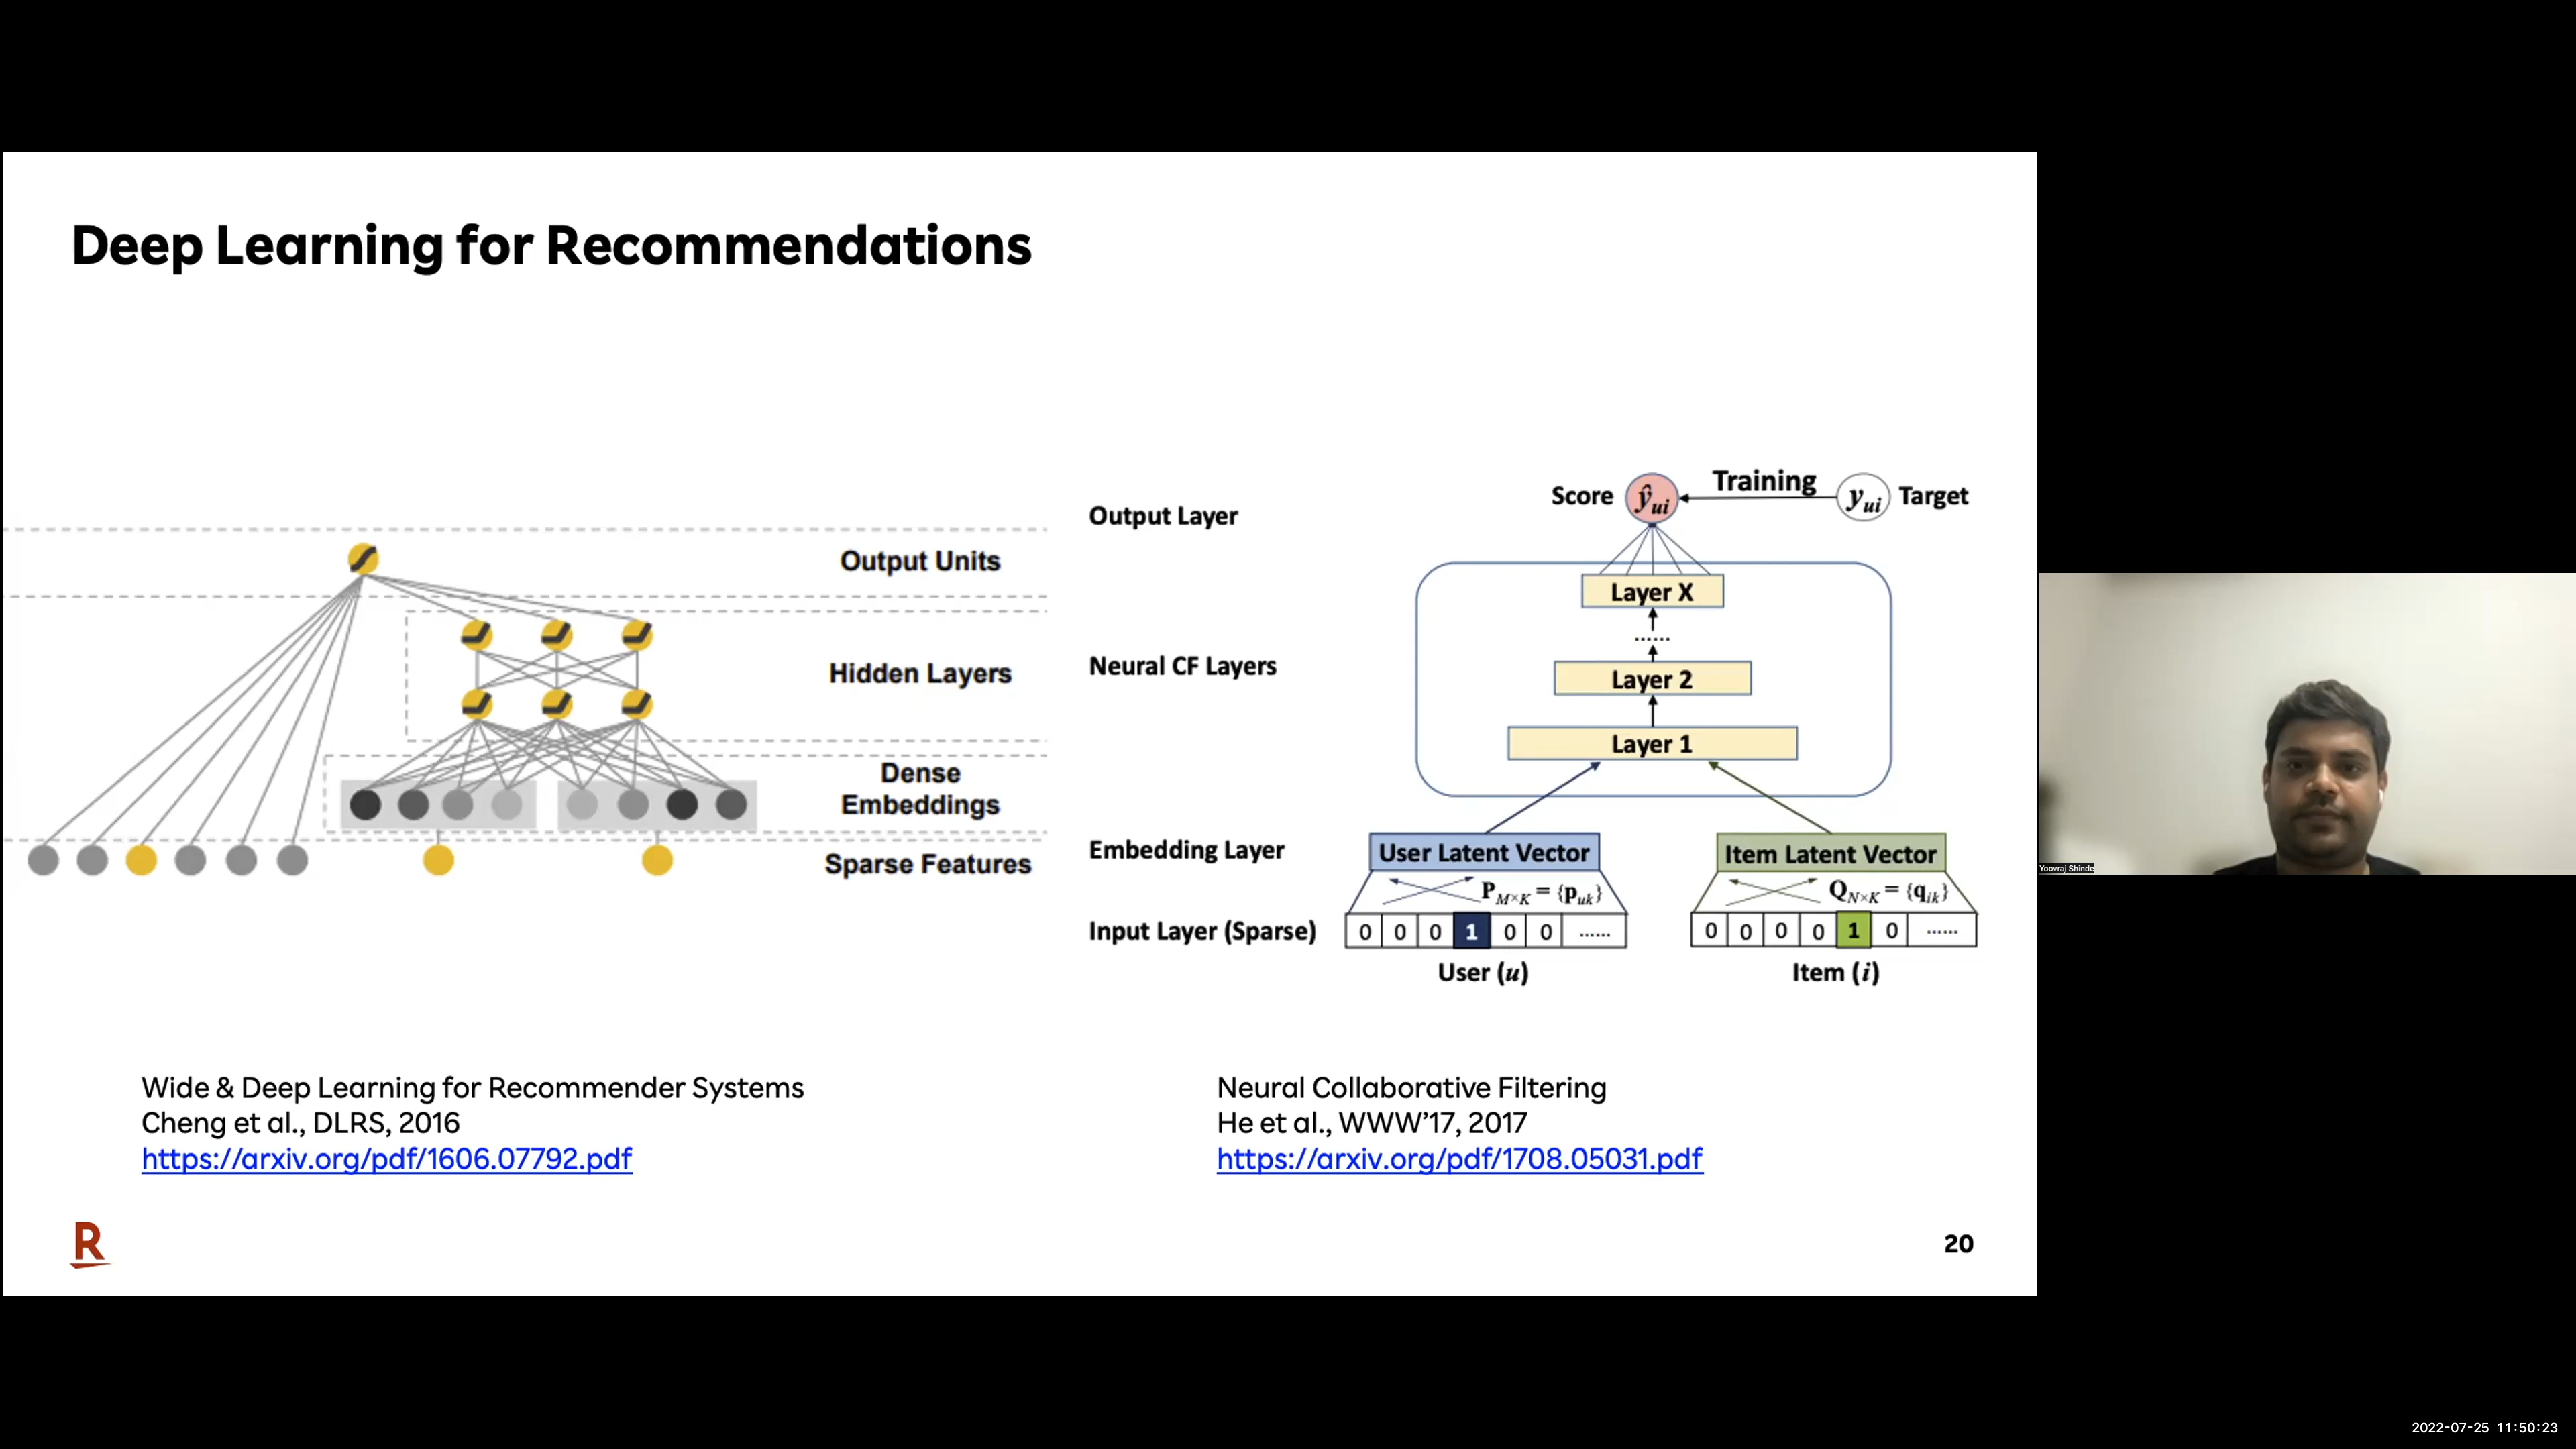 Deep Learning for Recommendations
Output Units
Hidden Layers
Dense
Embeddings
Sparse Features
Output Layer
Score
ŷui
Training
yui
Target
Layer X
......
Neural CF Layers
Layer 2
Layer 1
Embedding Layer
User Latent Vector
Item Latent Vector
P M×K = {p uk}
Q N×K = {q ik}
Input Layer (Sparse)
0 0 0 1 0 0 ......
0 0 0 0 1 0 ......
User (u)
Item (i)
Wide & Deep Learning for Recommender Systems
Cheng et al., DLRS, 2016
https://arxiv.org/pdf/1606.07792.pdf
Neural Collaborative Filtering
He et al., WWW’17, 2017
https://arxiv.org/pdf/1708.05031.pdf
R
20
Yoovraj Shinde
2022-07-25 11:50:23